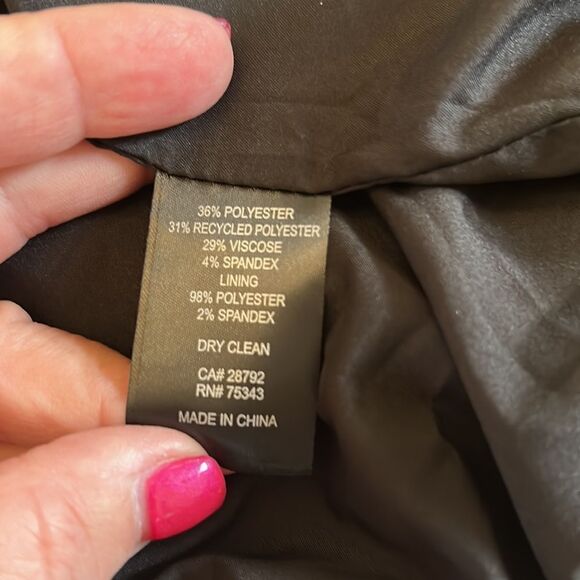 36% POLYESTER
31% RECYCLED POLYESTER
29% VISCOSE
4% SPANDEX
LINING
98% POLYESTER
2% SPANDEX
DRY CLEAN
CA# 28792
RN# 75343
MADE IN CHINA